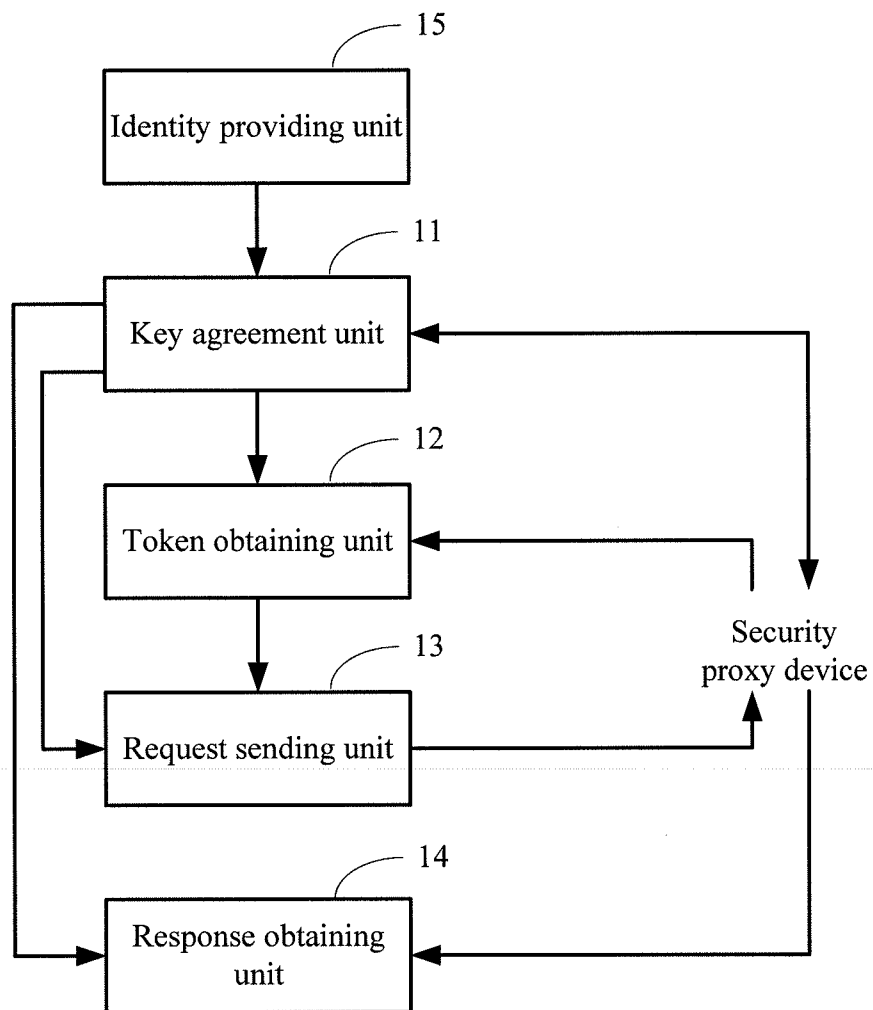 15
Identity providing unit
11
Key agreement unit
12
Token obtaining unit
Security
proxy device
13
Request sending unit
14
Response obtaining
unit